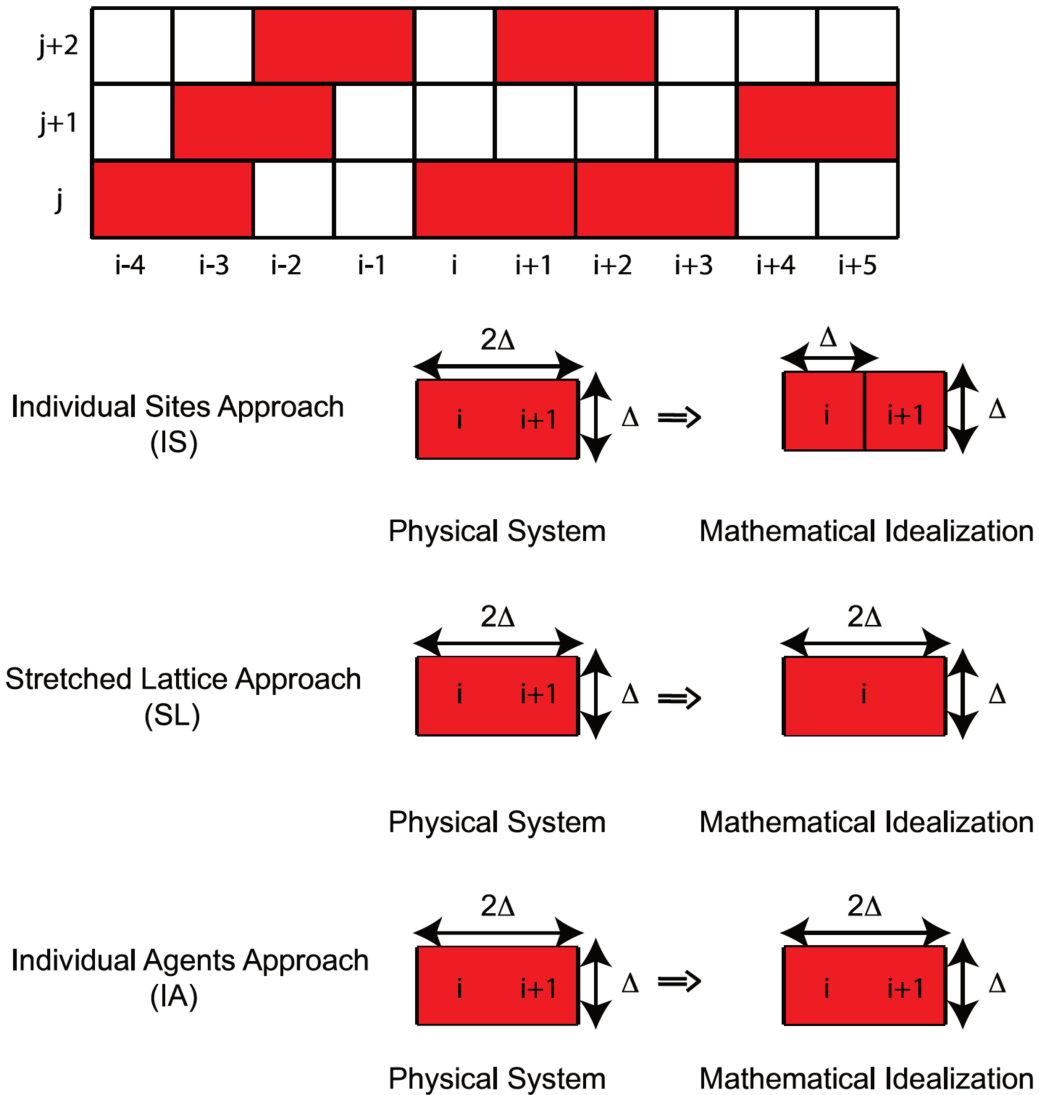 j+2
j+1
j
i-4 i-3 i-2 i-1 i i+1 i+2 i+3 i+4 i+5
2Δ Δ
Individual Sites Approach i i+1 Δ ⇒ i i+1 Δ
(IS)
Physical System Mathematical Idealization
2Δ 2Δ
Stretched Lattice Approach i i+1 Δ ⇒ i Δ
(SL)
Physical System Mathematical Idealization
2Δ 2Δ
Individual Agents Approach i i+1 Δ ⇒ i i+1 Δ
(IA)
Physical System Mathematical Idealization